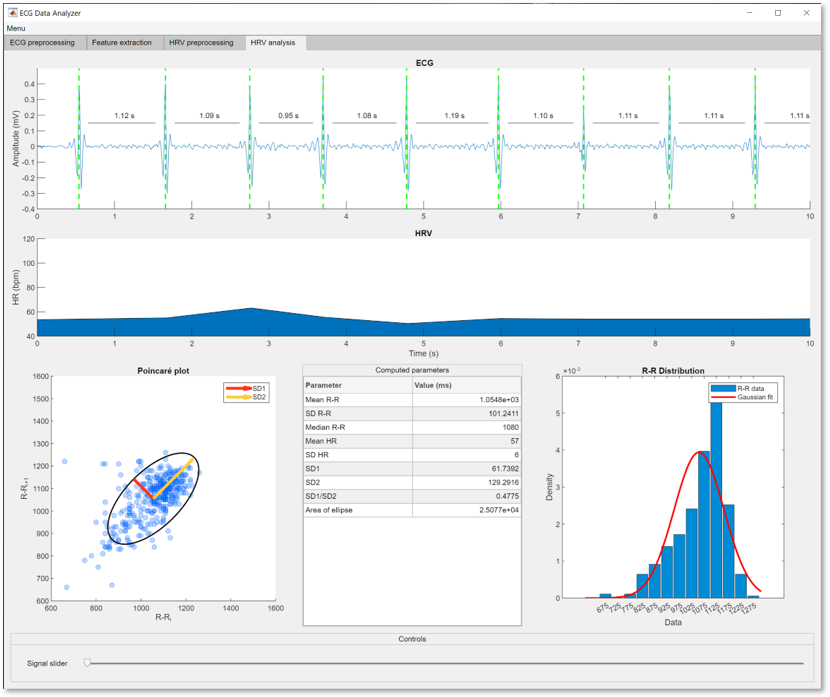 ECG Data Analyzer
Menu
ECG preprocessing Feature extraction HRV preprocessing HRV analysis
ECG
Amplitude (mV)
0.4
0.3
0.2
0.1
0
-0.1
-0.2
-0.3
-0.4
1.12 s 1.09 s 0.95 s 1.08 s 1.19 s 1.10 s 1.11 s 1.11 s 1.11 s
0 1 2 3 4 5 6 7 8 9 10
HRV
HR (bpm)
120
100
80
60
40
0 1 2 3 4 5 6 7 8 9 10
Time (s)
Poincaré plot
SD1
SD2
R-Ri+1
1600
1500
1400
1300
1200
1100
1000
900
800
700
600
600 800 1000 1200 1400 1600
R-Ri
Computed parameters
Parameter Value (ms)
Mean R-R 1.0548e+03
SD R-R 101.2411
Median R-R 1080
Mean HR 57
SD HR 6
SD1 61.7392
SD2 129.2916
SD1/SD2 0.4775
Area of ellipse 2.5077e+04
R-R Distribution
×10-3
R-R data
Gaussian fit
Density
6
5
4
3
2
1
0
675 725 775 825 875 925 975 1025 1075 1125 1175 1225 1275
Data
Controls
Signal slider